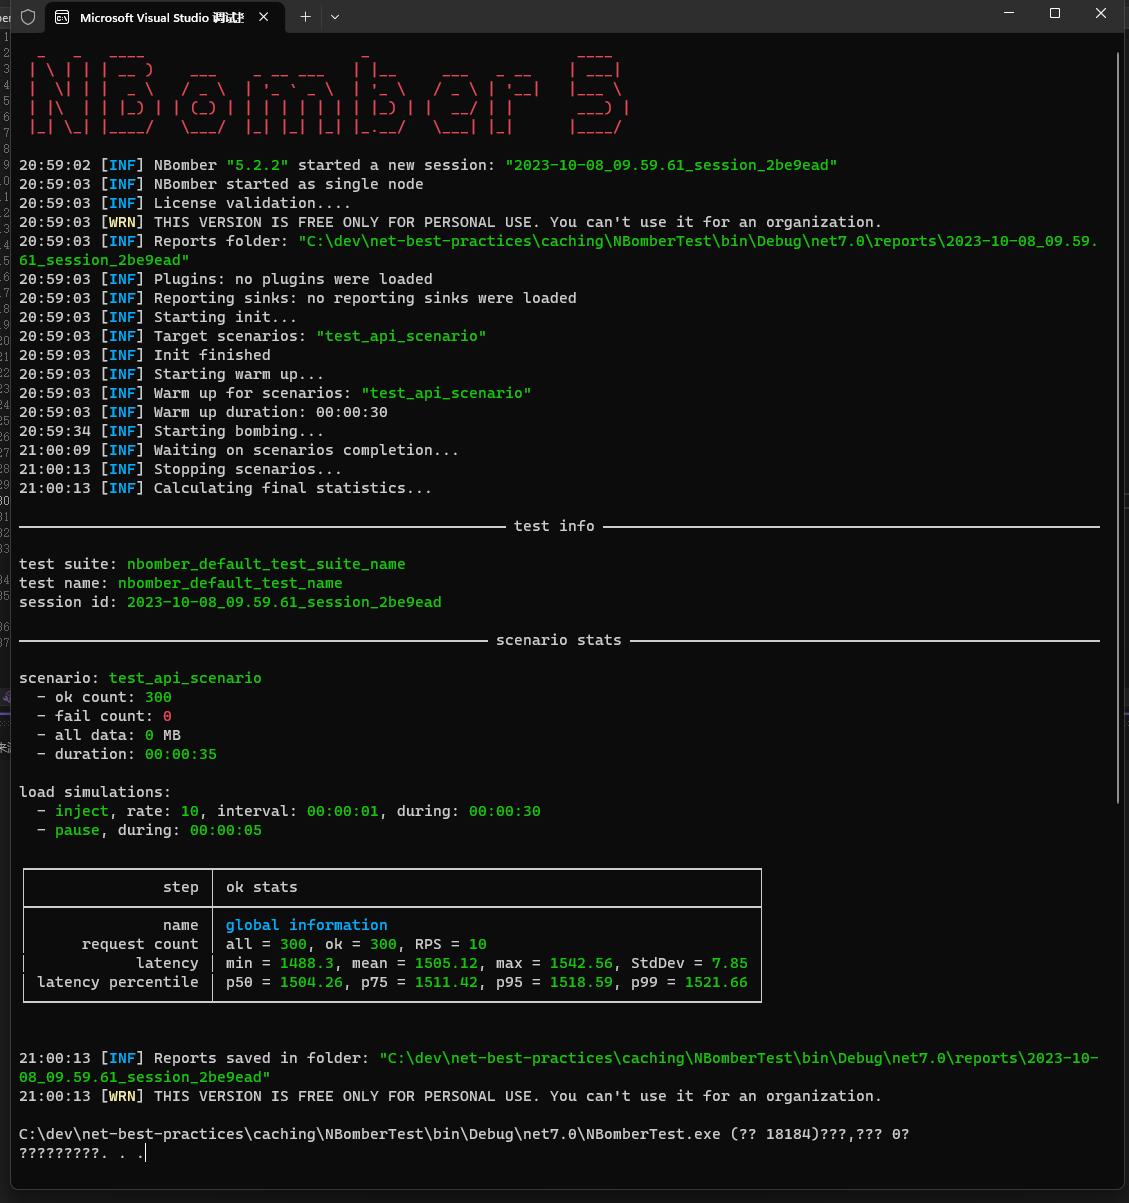 Microsoft Visual Studio 调试
NBomber 5
20:59:02 [INF] NBomber "5.2.2" started a new session: "2023-10-08_09.59.61_session_2be9ead"
20:59:03 [INF] NBomber started as single node
20:59:03 [INF] License validation....
20:59:03 [WRN] THIS VERSION IS FREE ONLY FOR PERSONAL USE. You can't use it for an organization.
20:59:03 [INF] Reports folder: "C:\dev\net-best-practices\caching\NBomberTest\bin\Debug\net7.0\reports\2023-10-08_09.59.
61_session_2be9ead"
20:59:03 [INF] Plugins: no plugins were loaded
20:59:03 [INF] Reporting sinks: no reporting sinks were loaded
20:59:03 [INF] Starting init...
20:59:03 [INF] Target scenarios: "test_api_scenario"
20:59:03 [INF] Init finished
20:59:03 [INF] Starting warm up...
20:59:03 [INF] Warm up for scenarios: "test_api_scenario"
20:59:03 [INF] Warm up duration: 00:00:30
20:59:34 [INF] Starting bombing...
21:00:09 [INF] Waiting on scenarios completion...
21:00:13 [INF] Stopping scenarios...
21:00:13 [INF] Calculating final statistics...
test info
test suite: nbomber_default_test_suite_name
test name: nbomber_default_test_name
session id: 2023-10-08_09.59.61_session_2be9ead
scenario stats
scenario: test_api_scenario
- ok count: 300
- fail count: 0
- all data: 0 MB
- duration: 00:00:35
load simulations:
- inject, rate: 10, interval: 00:00:01, during: 00:00:30
- pause, during: 00:00:05
step ok stats
name global information
request count all = 300, ok = 300, RPS = 10
latency min = 1488.3, mean = 1505.12, max = 1542.56, StdDev = 7.85
latency percentile p50 = 1504.26, p75 = 1511.42, p95 = 1518.59, p99 = 1521.66
21:00:13 [INF] Reports saved in folder: "C:\dev\net-best-practices\caching\NBomberTest\bin\Debug\net7.0\reports\2023-10-
08_09.59.61_session_2be9ead"
21:00:13 [WRN] THIS VERSION IS FREE ONLY FOR PERSONAL USE. You can't use it for an organization.
C:\dev\net-best-practices\caching\NBomberTest\bin\Debug\net7.0\NBomberTest.exe (?? 18184)???,??? 0?
?????????. . .